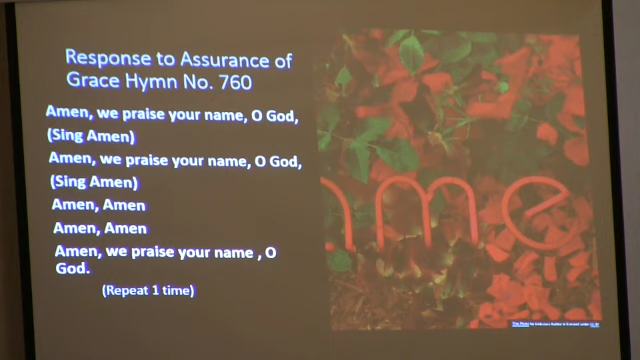 Response to Assurance of
Grace Hymn No. 760
Amen, we praise your name, O God,
(Sing Amen)
Amen, we praise your name, O God,
(Sing Amen)
Amen, Amen
Amen, Amen
Amen, we praise your name , O
God.
(Repeat 1 time)
me